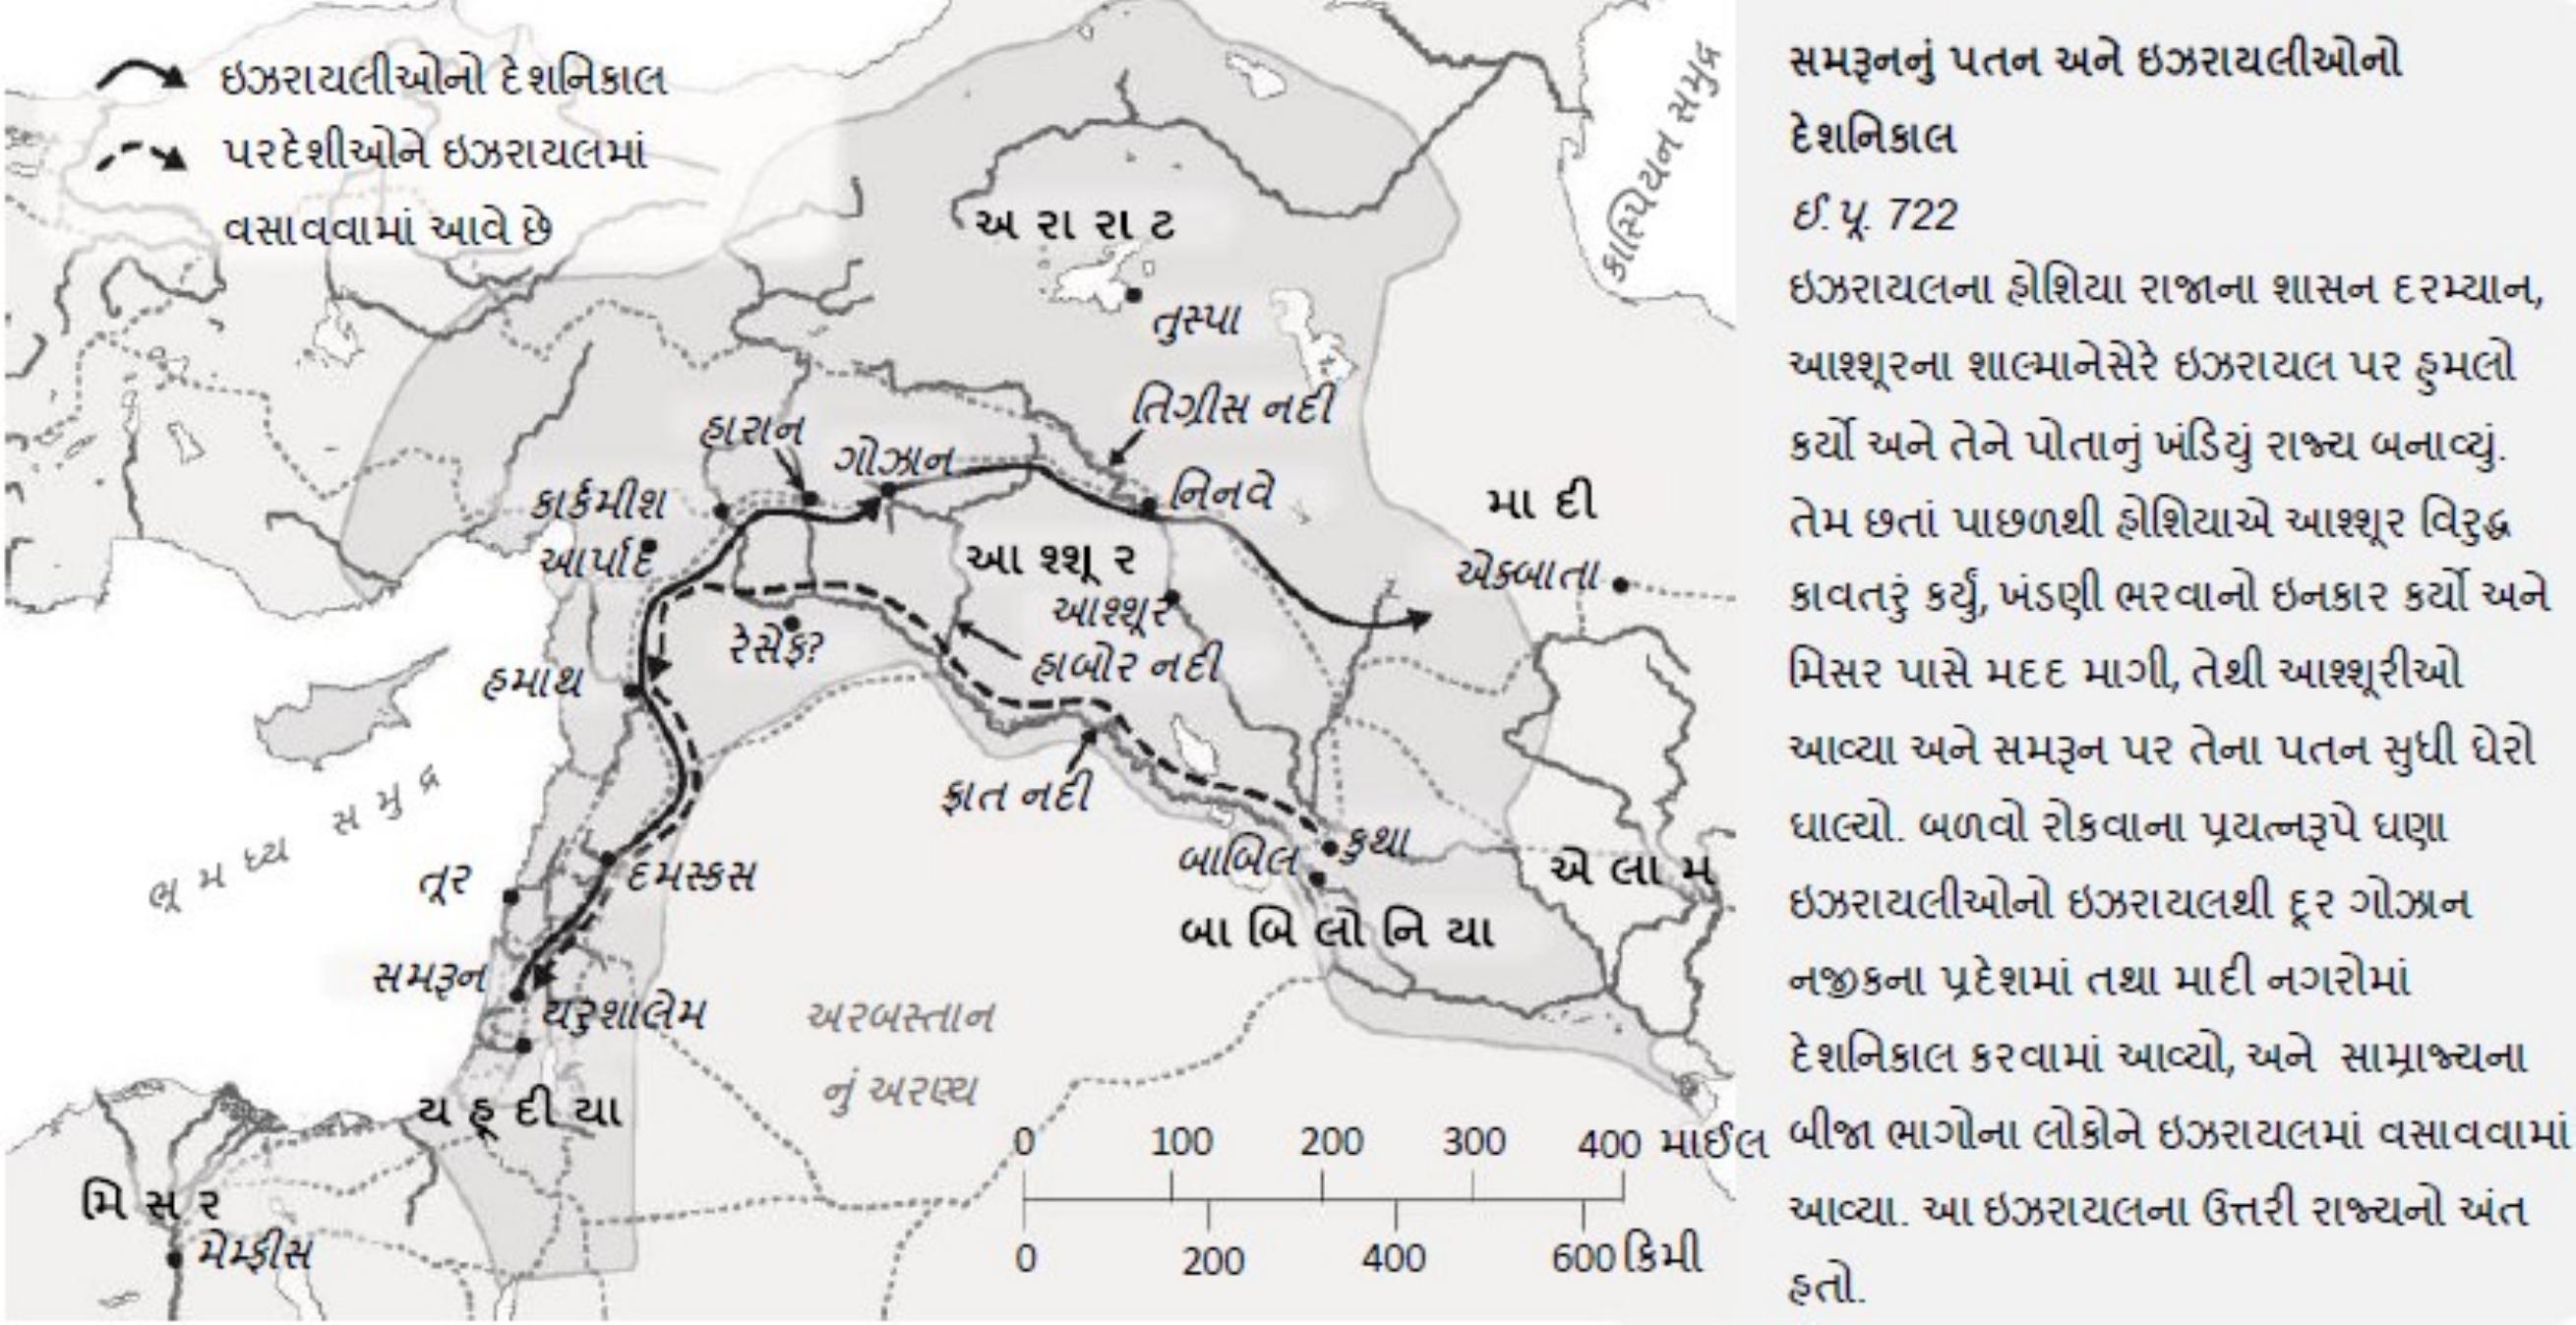 ઇઝરાયલીઓનો દેશનિકાલ
પરદેશીઓને ઇઝરાયલમાં
વસાવવામાં આવે છે
કાસ્પિયન સમુદ્ર
અરારાટ
તુસ્પા
તિગ્રીસ નદી
હારાન
ગોઝાન
નિનવે
કાર્કમીશ
આર્પાદ
માદી
એકબાતા
આશ્શૂર
આશ્શૂર
રેસેફ?
હાબોર નદી
હમાથ
ફ્રાત નદી
ભૂમધ્ય સમુદ્ર
કુથા
બાબિલ
એલામ
તૂર
દમસ્કસ
બાબિલોનિયા
સમરૂન
યરુશાલેમ
અરબસ્તાન
નું અરણ્ય
યહૂદીયા
મિસર
મેમ્ફીસ
0 100 200 300 400 માઈલ
0 200 400 600 કિમી
સમરૂનનું પતન અને ઇઝરાયલીઓનો
દેશનિકાલ
ઈ.પૂ. 722
ઇઝરાયલના હોશિયા રાજાના શાસન દરમ્યાન,
આશ્શૂરના શાલ્માનેસેરે ઇઝરાયલ પર હુમલો
કર્યો અને તેને પોતાનું ખંડિયું રાજ્ય બનાવ્યું.
તેમ છતાં પાછળથી હોશિયાએ આશ્શૂર વિરુદ્ધ
કાવતરું કર્યું, ખંડણી ભરવાનો ઇનકાર કર્યો અને
મિસર પાસે મદદ માગી, તેથી આશ્શૂરીઓ
આવ્યા અને સમરૂન પર તેના પતન સુધી ઘેરો
ઘાલ્યો. બળવો રોકવાના પ્રયત્નરૂપે ઘણા
ઇઝરાયલીઓનો ઇઝરાયલથી દૂર ગોઝાન
નજીકના પ્રદેશમાં તથા માદી નગરોમાં
દેશનિકાલ કરવામાં આવ્યો, અને સામ્રાજ્યના
બીજા ભાગોના લોકોને ઇઝરાયલમાં વસાવવામાં
આવ્યા. આ ઇઝરાયલના ઉત્તરી રાજ્યનો અંત
હતો.